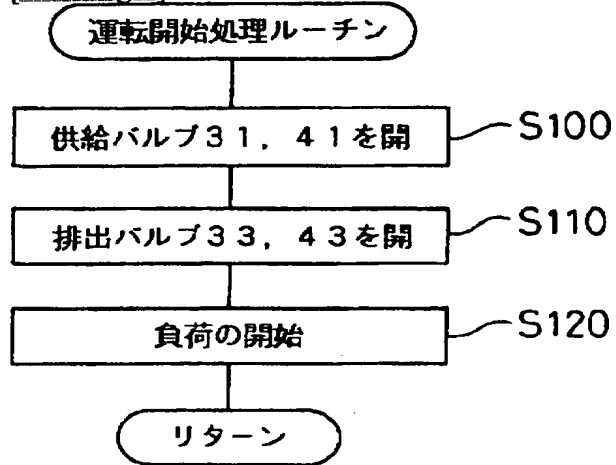 運転開始処理ルーチン
供給バルブ31，41を開 S100
排出バルブ33，43を開 S110
負荷の開始 S120
リターン